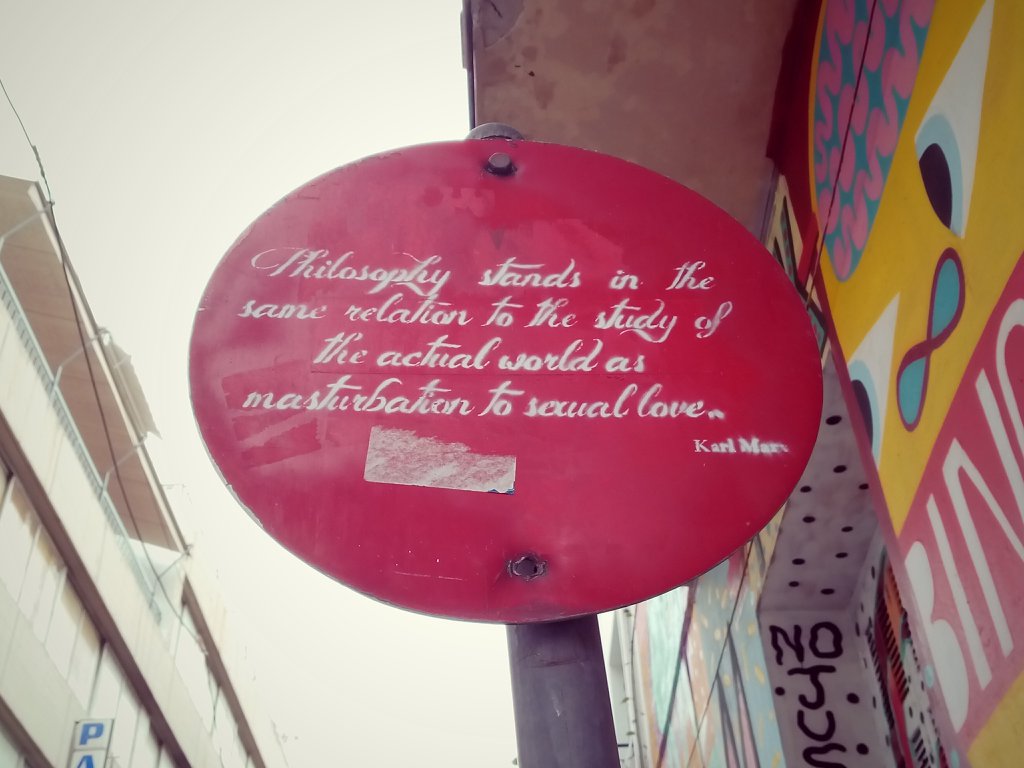 Philosophy stands in the
same relation to the study of
the actual world as
masturbation to sexual love.
Karl Marx
P
A
BING